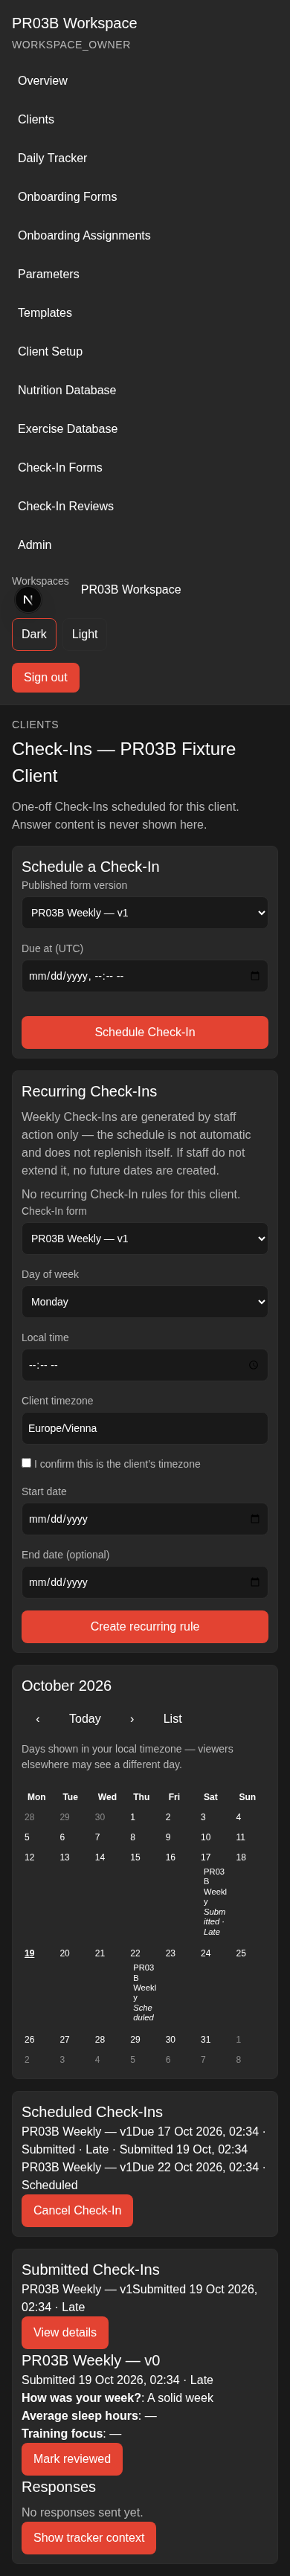 PR03B Workspace
WORKSPACE_OWNER
Overview
Clients
Daily Tracker
Onboarding Forms
Onboarding Assignments
Parameters
Templates
Client Setup
Nutrition Database
Exercise Database
Check-In Forms
Check-In Reviews
Admin
Workspaces
PR03B Workspace
N
Dark Light
Sign out
CLIENTS
Check-Ins — PR03B Fixture
Client
One-off Check-Ins scheduled for this client.
Answer content is never shown here.
Schedule a Check-In
Published form version
PR03B Weekly — v1
Due at (UTC)
mm/dd/yyyy, --:-- --
Schedule Check-In
Recurring Check-Ins
Weekly Check-Ins are generated by staff
action only — the schedule is not automatic
and does not replenish itself. If staff do not
extend it, no future dates are created.
No recurring Check-In rules for this client.
Check-In form
PR03B Weekly — v1
Day of week
Monday
Local time
--:-- --
Client timezone
Europe/Vienna
I confirm this is the client's timezone
Start date
mm/dd/yyyy
End date (optional)
mm/dd/yyyy
Create recurring rule
October 2026
‹ Today › List
Days shown in your local timezone — viewers
elsewhere may see a different day.
Mon Tue Wed Thu Fri Sat Sun
28 29 30 1 2 3 4
5 6 7 8 9 10 11
12 13 14 15 16 17 18
PR03
B
Weekl
y
Subm
itted ·
Late
19 20 21 22 23 24 25
PR03
B
Weekl
y
Sche
duled
26 27 28 29 30 31 1
2 3 4 5 6 7 8
Scheduled Check-Ins
PR03B Weekly — v1Due 17 Oct 2026, 02:34 ·
Submitted · Late · Submitted 19 Oct, 02:34
PR03B Weekly — v1Due 22 Oct 2026, 02:34 ·
Scheduled
Cancel Check-In
Submitted Check-Ins
PR03B Weekly — v1Submitted 19 Oct 2026,
02:34 · Late
View details
PR03B Weekly — v0
Submitted 19 Oct 2026, 02:34 · Late
How was your week?: A solid week
Average sleep hours: —
Training focus: —
Mark reviewed
Responses
No responses sent yet.
Show tracker context